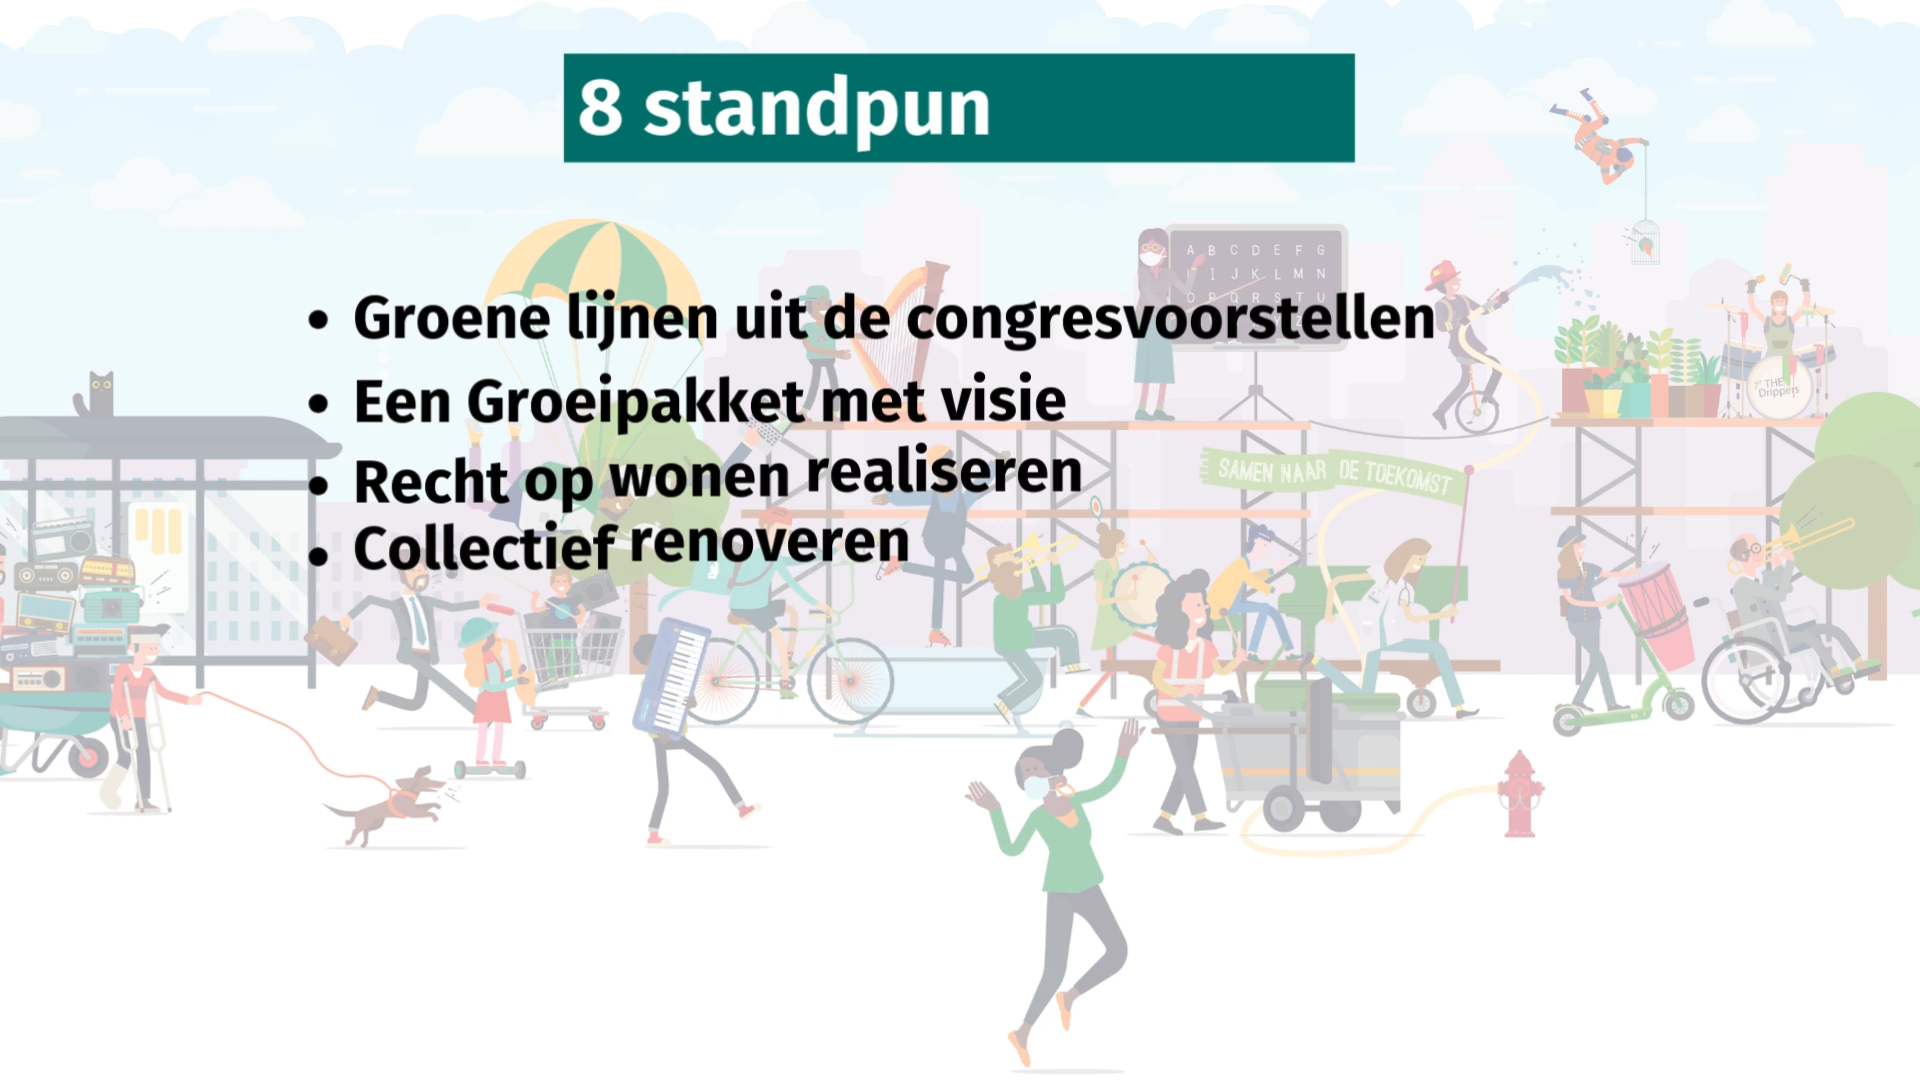 8 standpun
A B C D E F G
I J K L M N
O P Q R S T U
• Groene lijnen uit de congresvoorstellen
• Een Groeipakket met visie
THE Drippers
SAMEN NAAR DE TOEKOMST
• Recht op wonen realiseren
• Collectief renoveren